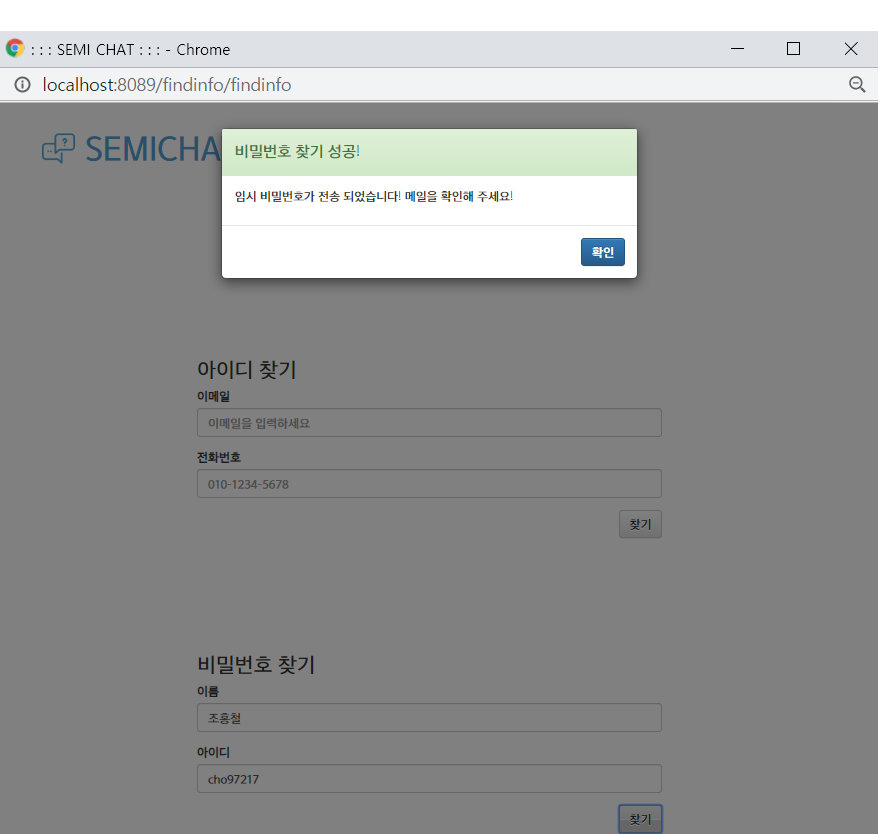 : : : SEMI CHAT : : : - Chrome
localhost:8089/findinfo/findinfo
SEMICHA
비밀번호 찾기 성공!
임시 비밀번호가 전송 되었습니다! 메일을 확인해 주세요!
확인
아이디 찾기
이메일
이메일을 입력하세요
전화번호
010-1234-5678
찾기
비밀번호 찾기
이름
조홍철
아이디
cho97217
찾기